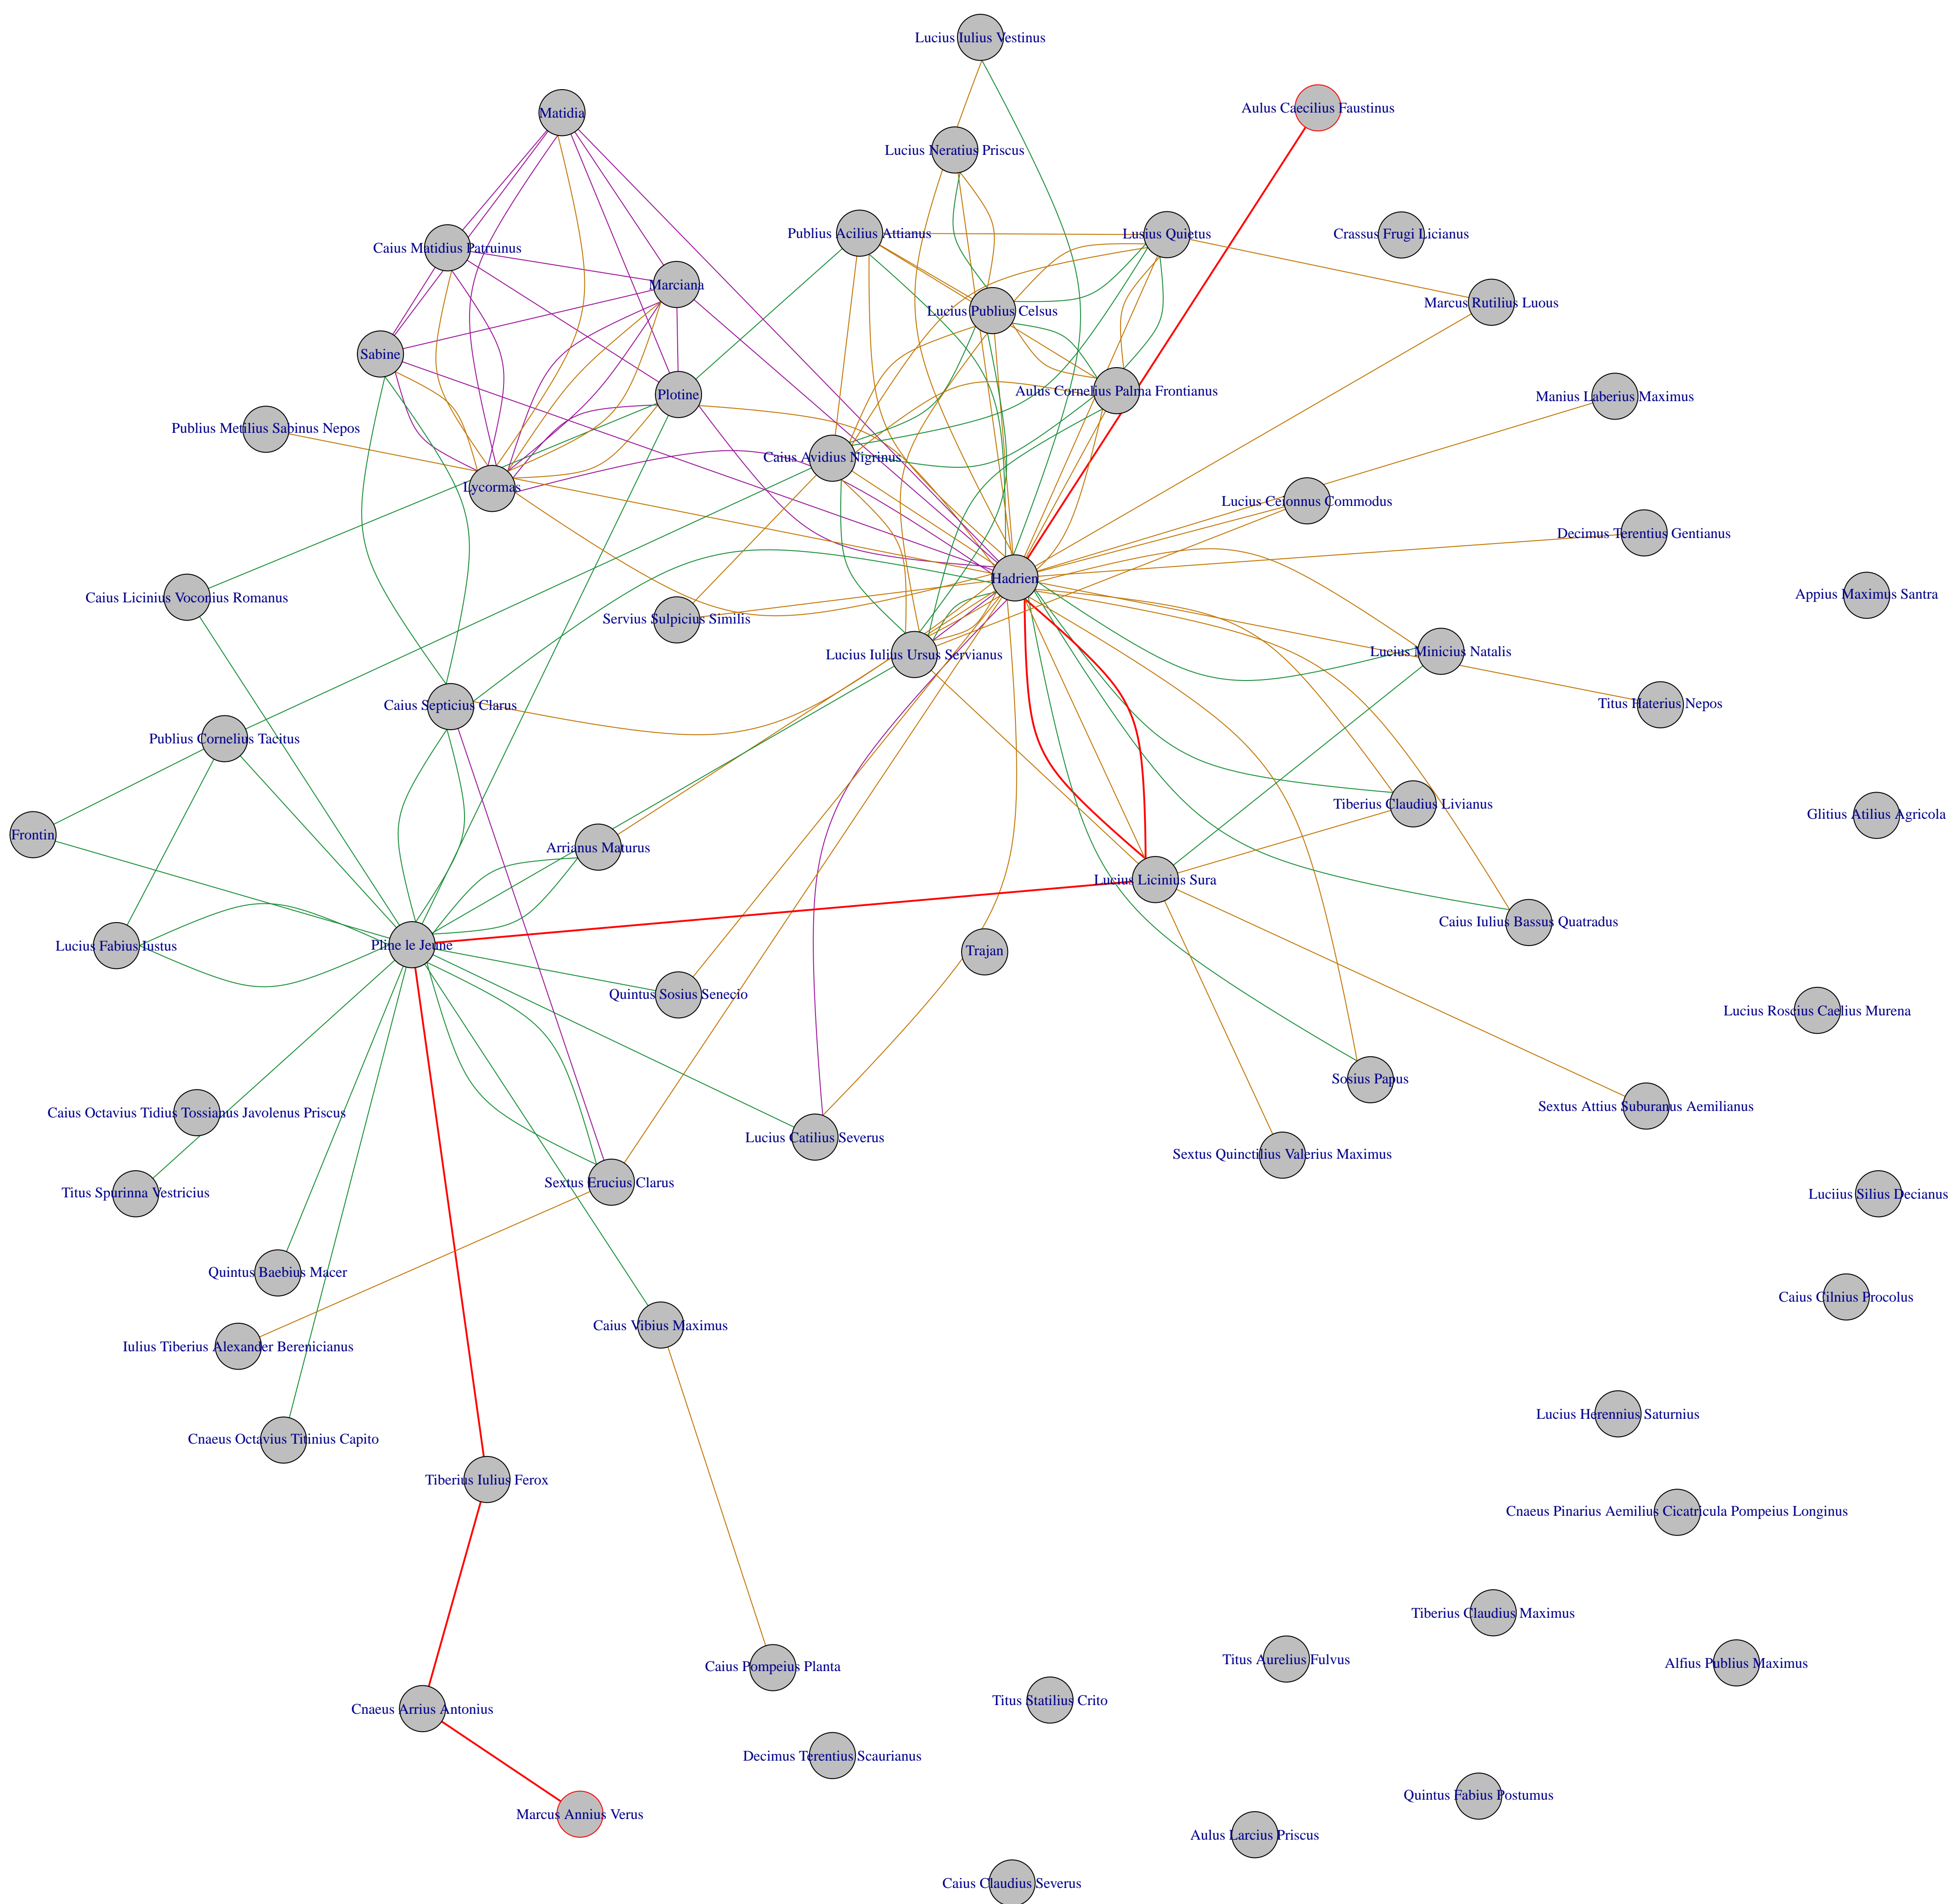 Lucius Iulius Vestinus
Aulus Caecilius Faustinus
Matidia
Lucius Neratius Priscus
Publius Acilius Attianus
Lusius Quietus
Crassus Frugi Licianus
Caius Matidius Patruinus
Marciana
Marcus Rutilius Luous
Lucius Publius Celsus
Sabine
Plotine
Aulus Cornelius Palma Frontianus
Manius Laberius Maximus
Publius Metilius Sabinus Nepos
Caius Avidius Nigrinus
Lycormas
Lucius Ceionnus Commodus
Decimus Terentius Gentianus
Hadrien
Caius Licinius Voconius Romanus
Appius Maximus Santra
Servius Sulpicius Similis
Lucius Iulius Ursus Servianus
Lucius Minicius Natalis
Caius Septicius Clarus
Titus Haterius Nepos
Publius Cornelius Tacitus
Tiberius Claudius Livianus
Glitius Atilius Agricola
Frontin
Arrianus Maturus
Lucius Licinius Sura
Caius Iulius Bassus Quatradus
Lucius Fabius Iustus
Pline le Jeune
Trajan
Quintus Sosius Senecio
Lucius Roscius Caelius Murena
Sosius Papus
Sextus Attius Suburanus Aemilianus
Caius Octavius Tidius Tossianus Javolenus Priscus
Lucius Catilius Severus
Sextus Quinctilius Valerius Maximus
Sextus Erucius Clarus
Titus Spurinna Vestricius
Luciius Silius Decianus
Quintus Baebius Macer
Caius Cilnius Procolus
Caius Vibius Maximus
Iulius Tiberius Alexander Berenicianus
Lucius Herennius Saturnius
Cnaeus Octavius Titinius Capito
Tiberius Iulius Ferox
Cnaeus Pinarius Aemilius Cicatricula Pompeius Longinus
Tiberius Claudius Maximus
Titus Aurelius Fulvus
Alfius Publius Maximus
Caius Pompeius Planta
Titus Statilius Crito
Cnaeus Arrius Antonius
Decimus Terentius Scaurianus
Quintus Fabius Postumus
Marcus Annius Verus
Aulus Larcius Priscus
Caius Claudius Severus